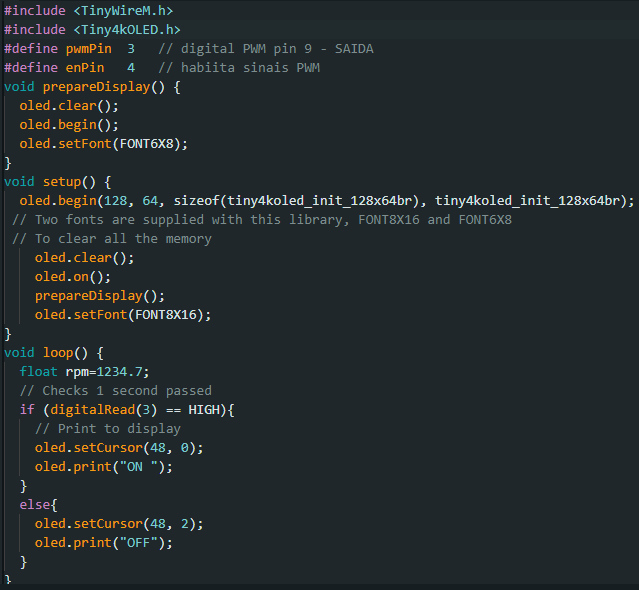 #include <TinyWireM.h>
#include <Tiny4kOLED.h>
#define pwmPin  3   // digital PWM pin 9 - SAIDA
#define enPin   4   // habiita sinais PWM
void prepareDisplay() {
  oled.clear();
  oled.begin();
  oled.setFont(FONT6X8);
}
void setup() {
  oled.begin(128, 64, sizeof(tiny4koled_init_128x64br), tiny4koled_init_128x64br);
 // Two fonts are supplied with this library, FONT8X16 and FONT6X8
 // To clear all the memory
    oled.clear();
    oled.on();
    prepareDisplay();
    oled.setFont(FONT8X16);
}
void loop() {
  float rpm=1234.7;
  // Checks 1 second passed
  if (digitalRead(3) == HIGH){
    // Print to display
    oled.setCursor(48, 0);
    oled.print("ON ");
  }
  else{
    oled.setCursor(48, 2);
    oled.print("OFF");
  }
}